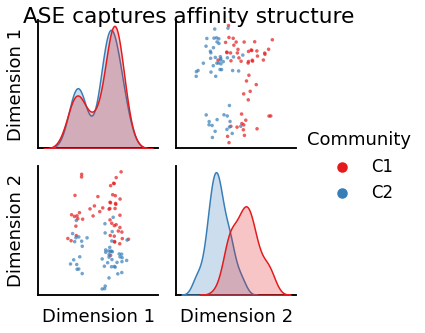 ASE captures affinity structure
Dimension 1
Community
C1
C2
Dimension 2
Dimension 1
Dimension 2